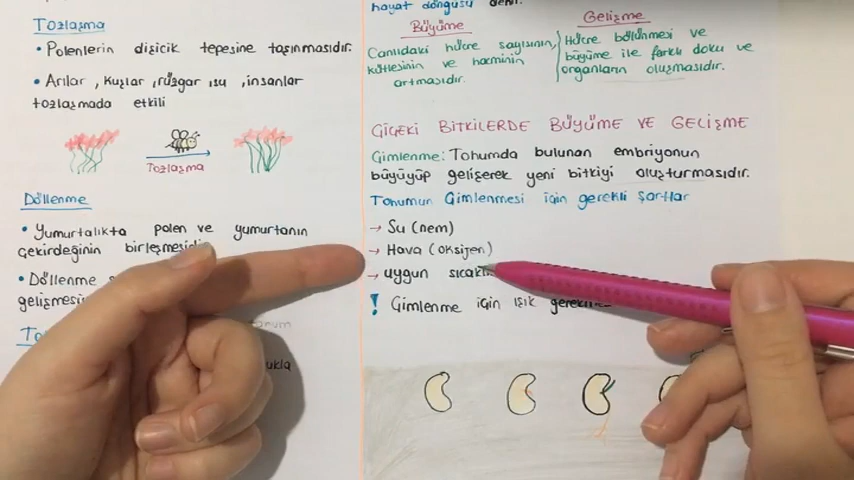 Tozlaşma
• Polenlerin dişicik tepesine taşınmasıdır.
• Arılar, kuşlar, rüzgar, su, insanlar
tozlaşmada etkili
Tozlaşma
Döllenme
• Yumurtalıkta polen ve yumurtanın
çekirdeğinin birleşmesidir
• Döllenme
gelişmesi
hayat döngüsü denir.
Büyüme
Canlıdaki hücre sayısının,
kütlesinin ve hacminin
artmasıdır.
Gelişme
Hücre bölünmesi ve
büyüme ile farklı doku ve
organların oluşmasıdır.
ÇİÇEKLİ BİTKİLERDE BÜYÜME VE GELİŞME
Çimlenme: Tohumda bulunan embriyonun
büyüyüp gelişerek yeni bitkiyi oluşturmasıdır.
Tohumun Çimlenmesi için gerekli şartlar
→ Su (nem)
→ Hava (oksijen)
→ uygun sıcaklı
! Çimlenme için ışık